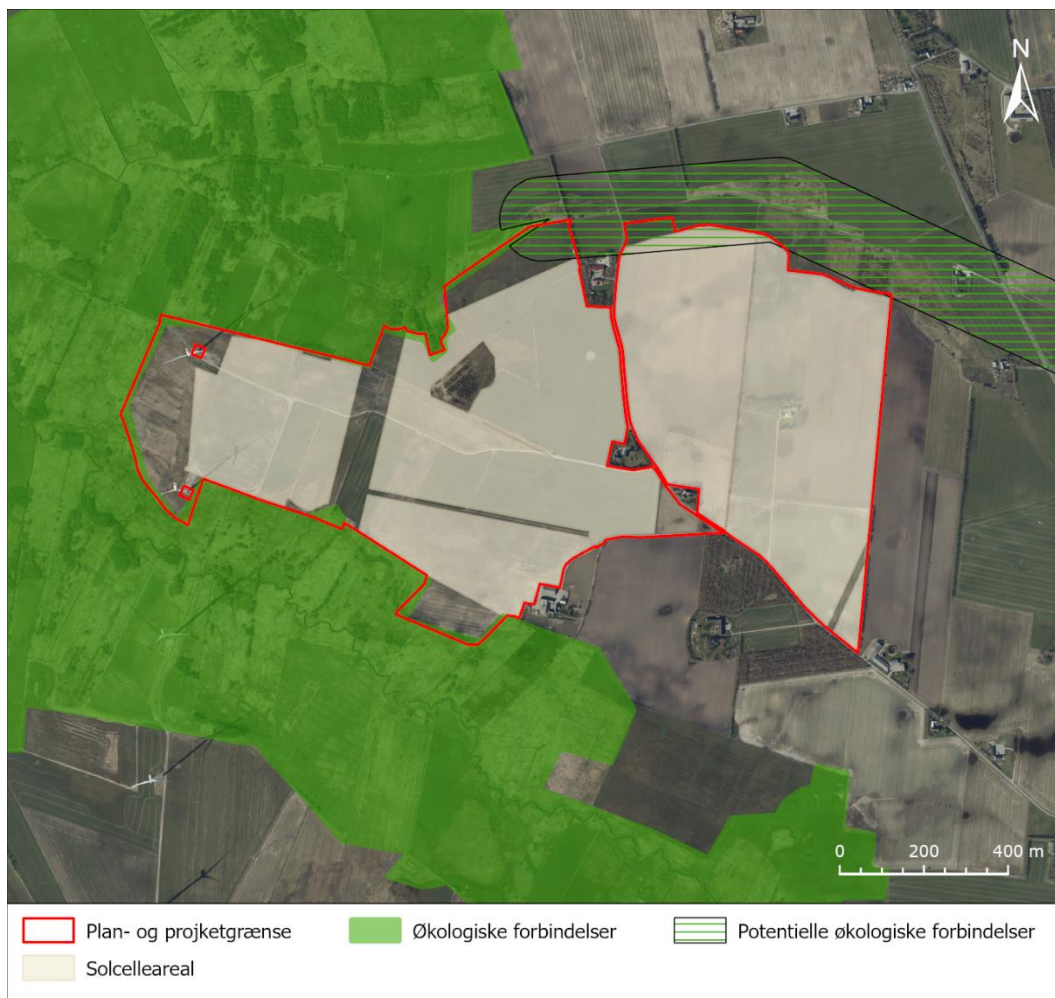 N
0 200 400 m
Plan- og projketgrænse
Økologiske forbindelser
Potentielle økologiske forbindelser
Solcelleareal